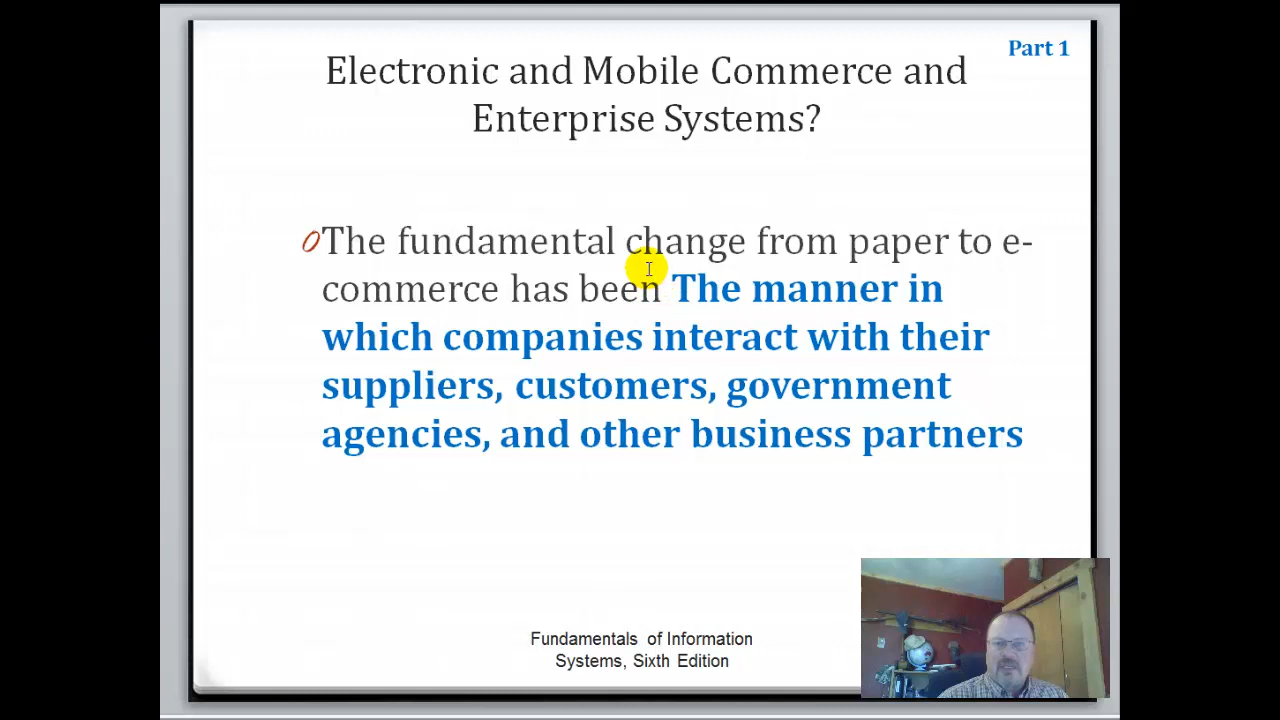 Part 1
Electronic and Mobile Commerce and
Enterprise Systems?
The fundamental change from paper to e-
commerce has been The manner in
which companies interact with their
suppliers, customers, government
agencies, and other business partners
Fundamentals of Information
Systems, Sixth Edition